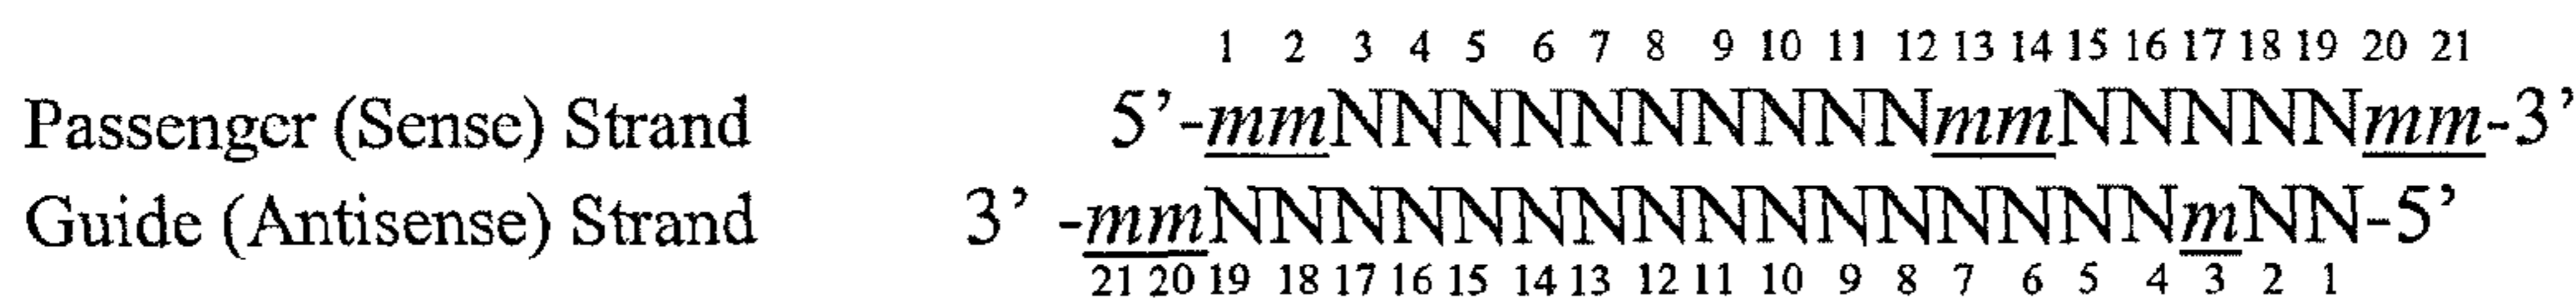 1 2 3 4 5 6 7 8 9 10 11 12 13 14 15 16 17 18 19 20 21
Passenger (Sense) Strand 5’-mmNNNNNNNNNNmmNNNNNmm-3’
Guide (Antisense) Strand 3’ -mmNNNNNNNNNNNNNNNNmNN-5’
21 20 19 18 17 16 15 14 13 12 11 10 9 8 7 6 5 4 3 2 1